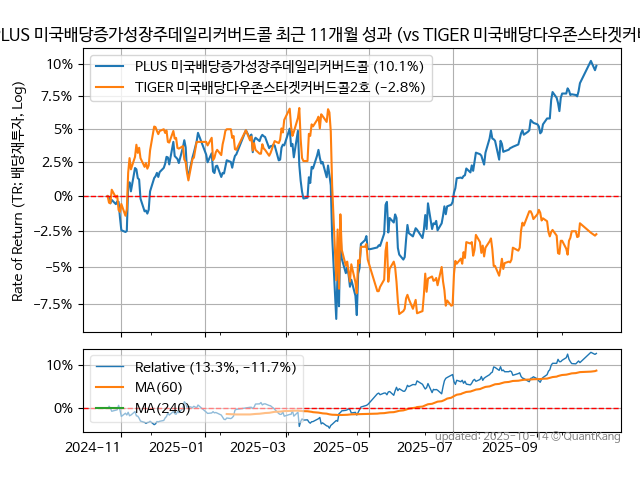 PLUS 미국배당증가성장주데일리커버드콜 최근 11개월 성과 (vs TIGER 미국배당다우존스타겟커버
Rate of Return (TR: 배당재투자, Log)
10%
7.5%
5%
2.5%
0%
−2.5%
−5%
−7.5%
PLUS 미국배당증가성장주데일리커버드콜 (10.1%)
TIGER 미국배당다우존스타겟커버드콜2호 (−2.8%)
10%
0%
Relative (13.3%, −11.7%)
MA(60)
MA(240)
2024−11 2025−01 2025−03 2025−05 2025−07 2025−09
updated: 2025-10-14 © QuantKang